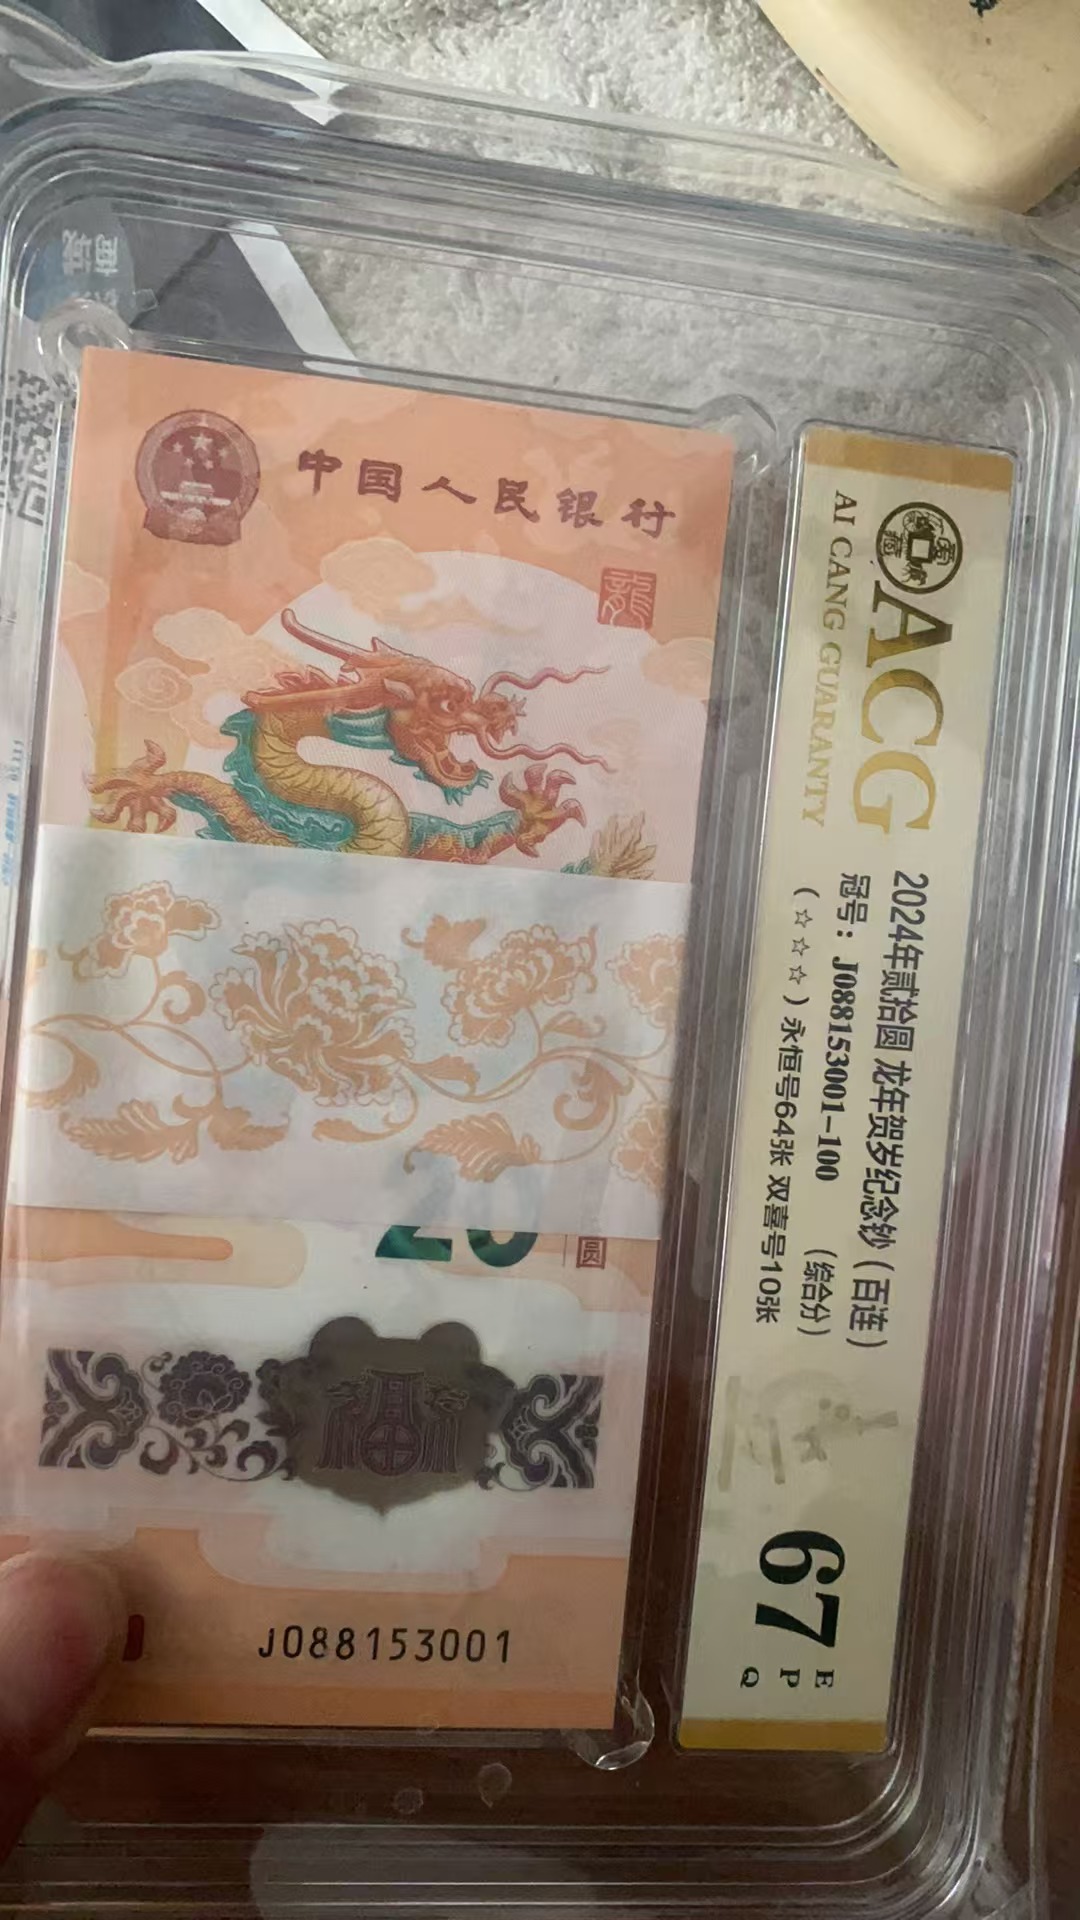 中国人民银行
龍
20
圆
J088153001
ACG
AI CANG GUARANTY
2024年贰拾圆 龙年贺岁纪念钞（百连）
冠号：J088153001-100 （综合分）
（☆☆☆）永恒号64张 双喜号10张
67
E
P
Q